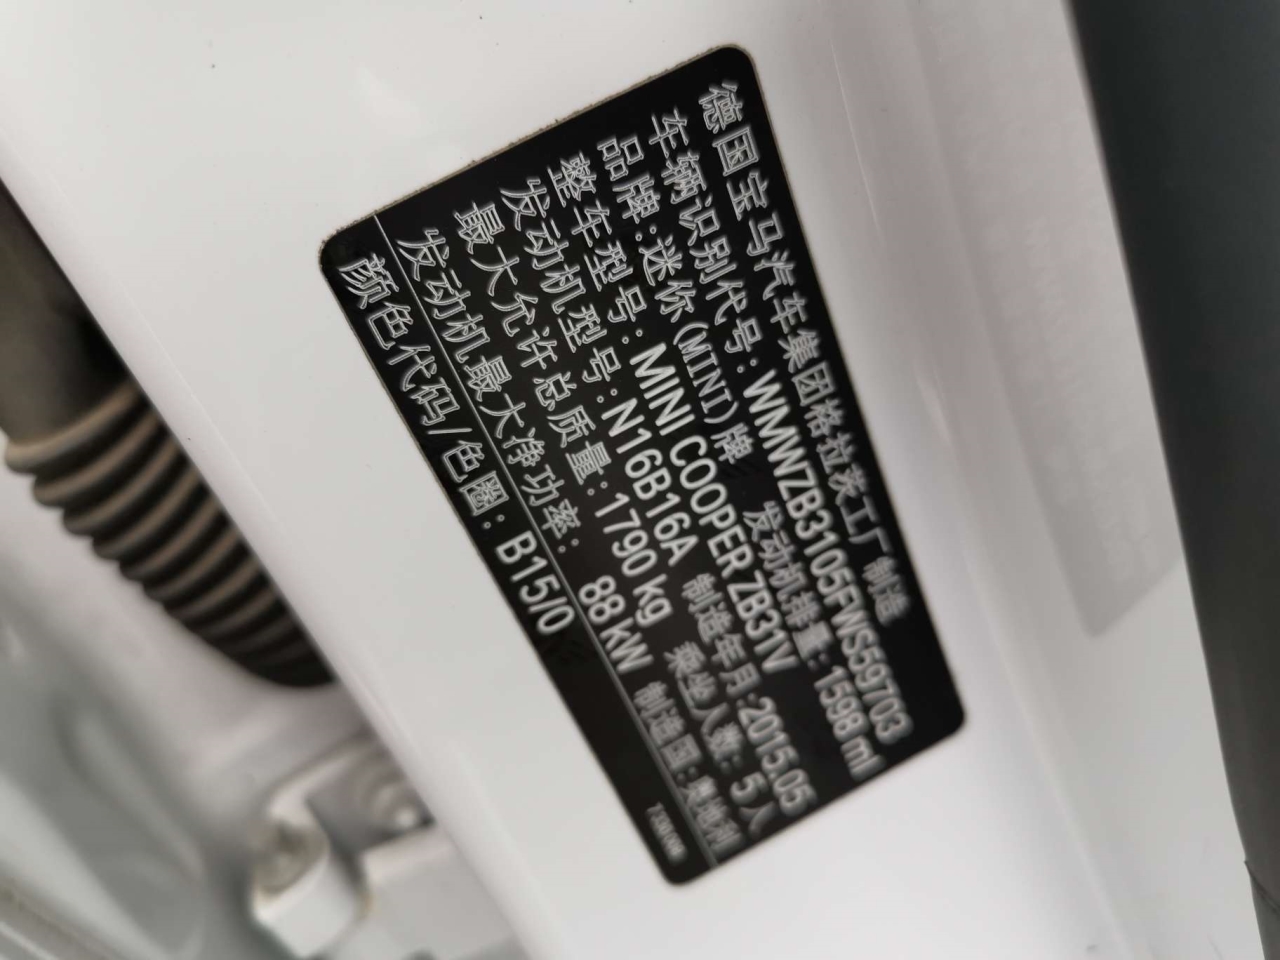 德国宝马汽车集团格拉茨工厂 制造
车辆识别代号：WMWZB3105FWS59703
品牌：迷你(MINI)牌 发动机排量：1598 ml
整车型号：MINI COOPER ZB31V
发动机型号：N16B16A 制造年月：2015.05
最大允许总质量：1790 kg 乘坐人数：5人
发动机最大净功率： 88 kW 制造国：奥地利
颜色代码/色圈：B15/0